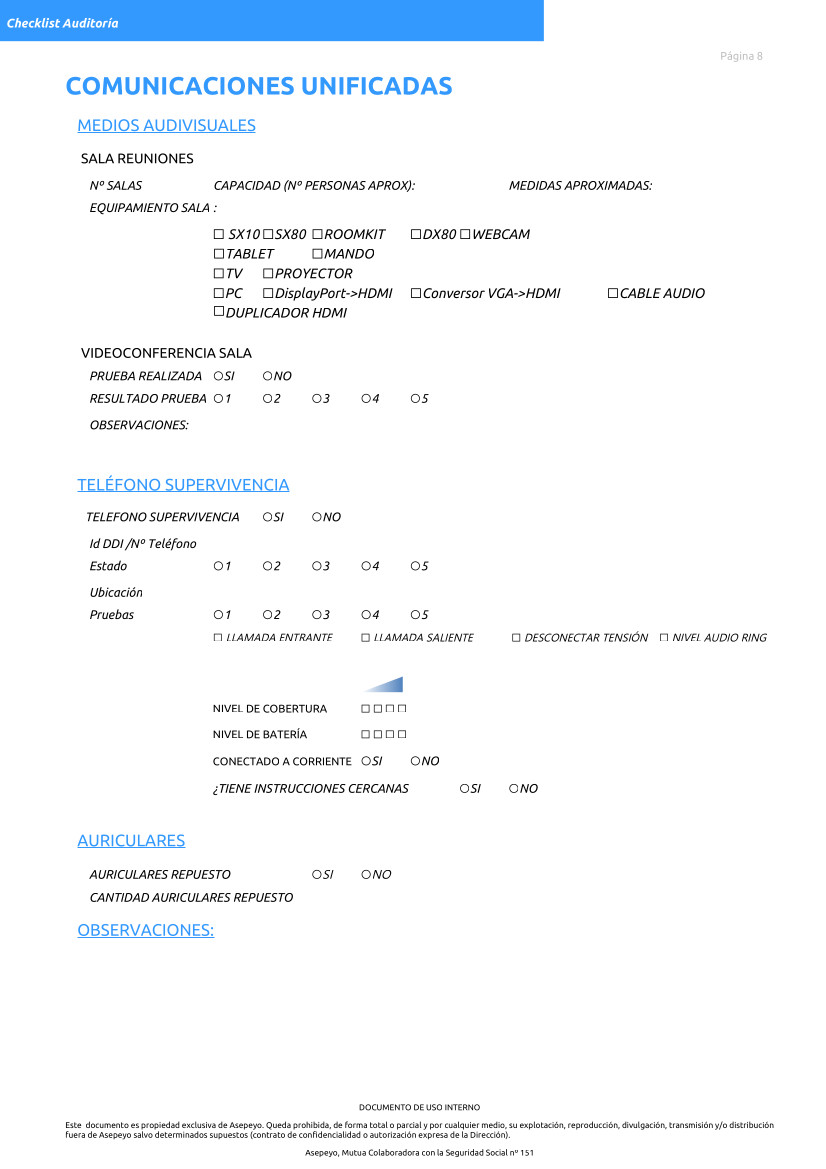 Checklist Auditoría
Página 8
COMUNICACIONES UNIFICADAS
MEDIOS AUDIVISUALES
SALA REUNIONES
Nº SALAS CAPACIDAD (Nº PERSONAS APROX): MEDIDAS APROXIMADAS:
EQUIPAMIENTO SALA :
☐ SX10 ☐SX80 ☐ROOMKIT ☐DX80 ☐WEBCAM
☐TABLET ☐MANDO
☐TV ☐PROYECTOR
☐PC ☐DisplayPort->HDMI ☐Conversor VGA->HDMI ☐CABLE AUDIO
☐DUPLICADOR HDMI
VIDEOCONFERENCIA SALA
PRUEBA REALIZADA ○SI ○NO
RESULTADO PRUEBA ○1 ○2 ○3 ○4 ○5
OBSERVACIONES:
TELÉFONO SUPERVIVENCIA
TELEFONO SUPERVIVENCIA ○SI ○NO
Id DDI /Nº Teléfono
Estado ○1 ○2 ○3 ○4 ○5
Ubicación
Pruebas ○1 ○2 ○3 ○4 ○5
☐ LLAMADA ENTRANTE ☐ LLAMADA SALIENTE ☐ DESCONECTAR TENSIÓN ☐ NIVEL AUDIO RING
NIVEL DE COBERTURA ☐☐☐☐
NIVEL DE BATERÍA ☐☐☐☐
CONECTADO A CORRIENTE ○SI ○NO
¿TIENE INSTRUCCIONES CERCANAS ○SI ○NO
AURICULARES
AURICULARES REPUESTO ○SI ○NO
CANTIDAD AURICULARES REPUESTO
OBSERVACIONES:
DOCUMENTO DE USO INTERNO
Este documento es propiedad exclusiva de Asepeyo. Queda prohibida, de forma total o parcial y por cualquier medio, su explotación, reproducción, divulgación, transmisión y/o distribución
fuera de Asepeyo salvo determinados supuestos (contrato de confidencialidad o autorización expresa de la Dirección).
Asepeyo, Mutua Colaboradora con la Seguridad Social nº 151